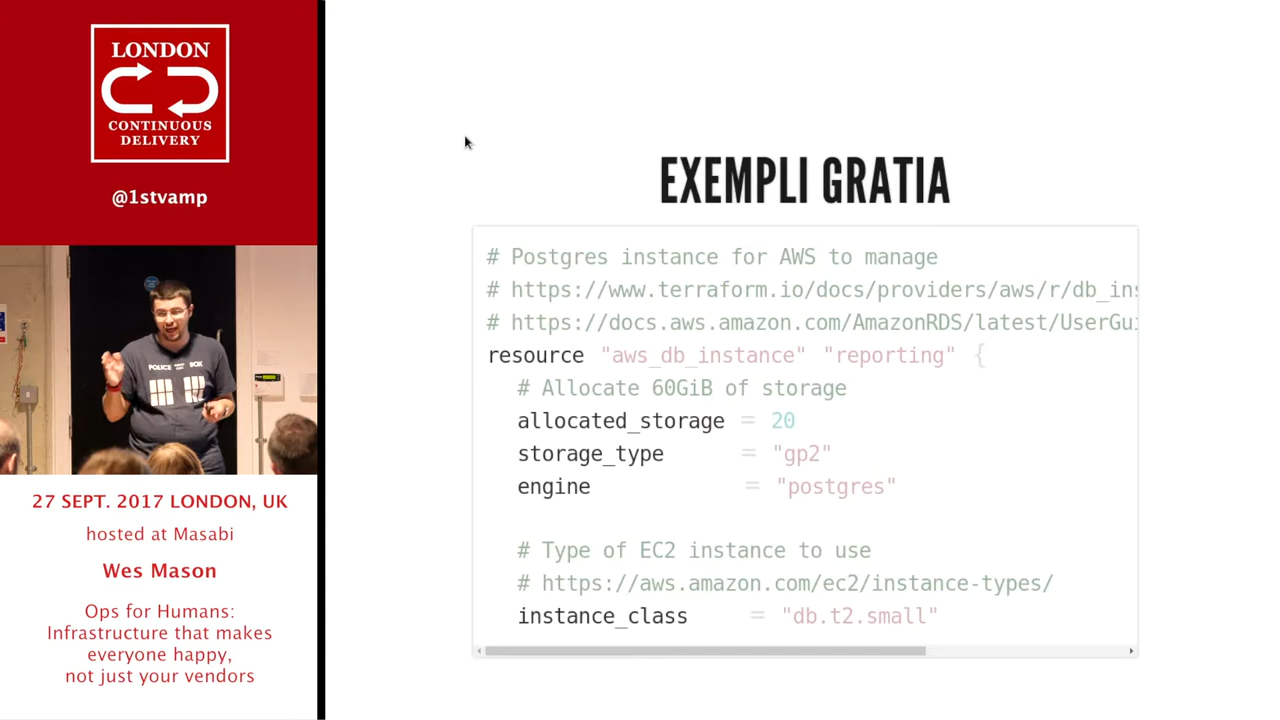 LONDON
CONTINUOUS
DELIVERY
@1stvamp
POLICE BOX
27 SEPT. 2017 LONDON, UK
hosted at Masabi
Wes Mason
Ops for Humans:
Infrastructure that makes
everyone happy,
not just your vendors
EXEMPLI GRATIA
# Postgres instance for AWS to manage
# https://www.terraform.io/docs/providers/aws/r/db_ins
# https://docs.aws.amazon.com/AmazonRDS/latest/UserGui
resource "aws_db_instance" "reporting" {
# Allocate 60GiB of storage
allocated_storage = 20
storage_type = "gp2"
engine = "postgres"
# Type of EC2 instance to use
# https://aws.amazon.com/ec2/instance-types/
instance_class = "db.t2.small"